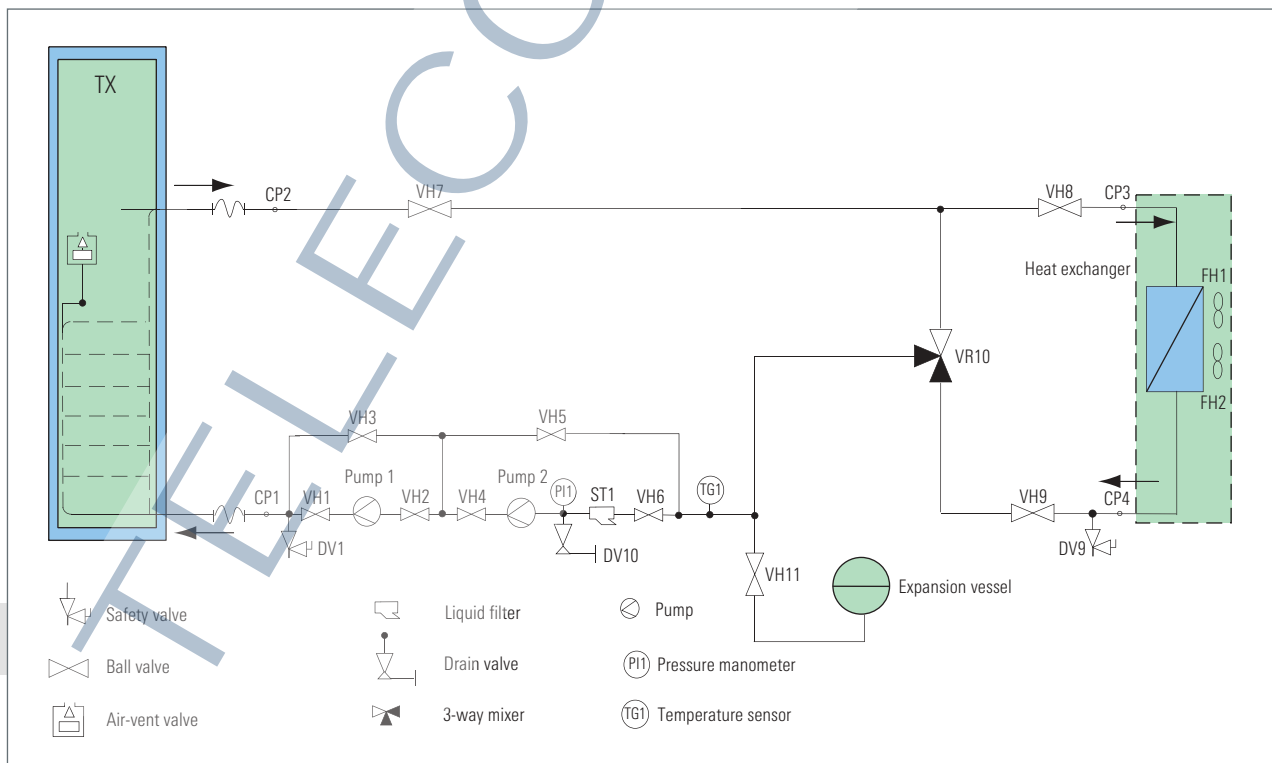 TELECO
TX
CP2
VH7
VH8
CP3
Heat exchanger
FH1
VR10
FH2
VH3
VH5
Pump 1
Pump 2
CP1
VH1
VH2
VH4
PI1
ST1
VH6
TG1
VH9
CP4
DV1
DV10
DV9
VH11
Expansion vessel
Safety valve
Liquid filter
Pump
Ball valve
Drain valve
PI1 Pressure manometer
Air-vent valve
3-way mixer
TG1 Temperature sensor